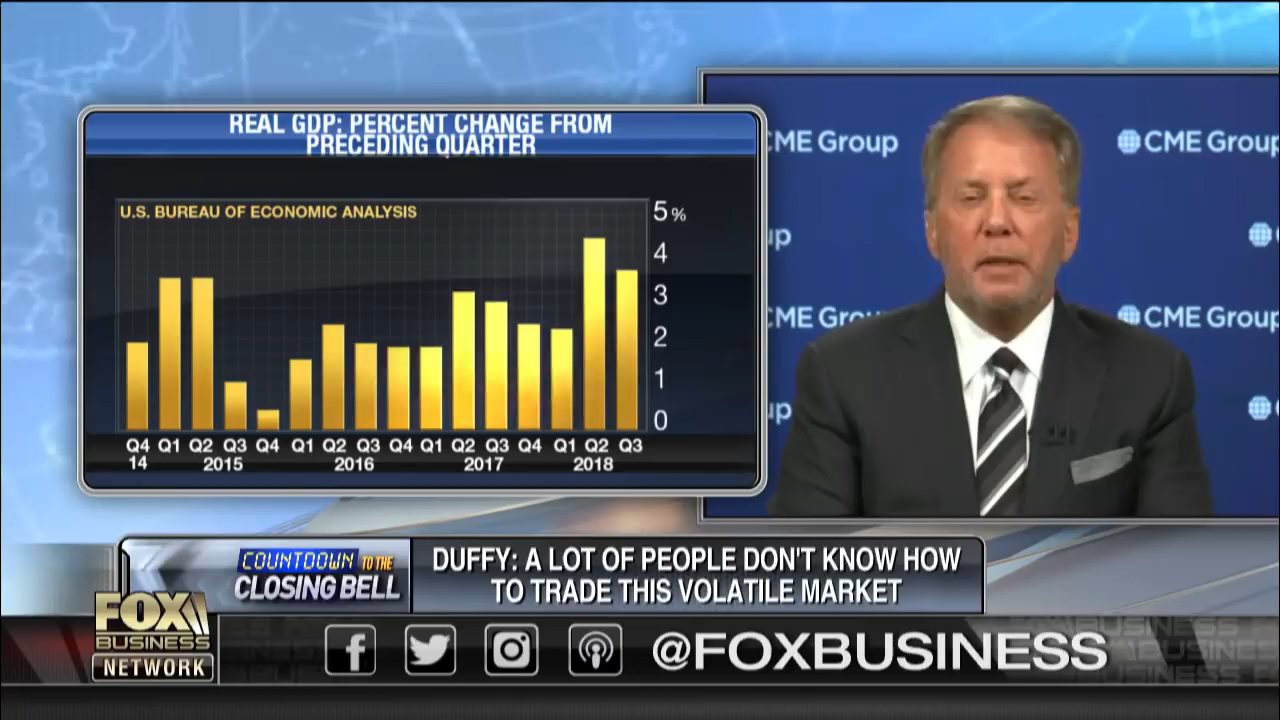 REAL GDP: PERCENT CHANGE FROM
PRECEDING QUARTER
U.S. BUREAU OF ECONOMIC ANALYSIS
5%
4
3
2
1
0
Q4 Q1 Q2 Q3 Q4 Q1 Q2 Q3 Q4 Q1 Q2 Q3 Q4 Q1 Q2 Q3
14 2015 2016 2017 2018
CME Group
CME Group
up
CME Group
CME Group
up
COUNTDOWN TO THE
CLOSING BELL
DUFFY: A LOT OF PEOPLE DON'T KNOW HOW
TO TRADE THIS VOLATILE MARKET
FOX
BUSINESS
NETWORK
@FOXBUSINESS